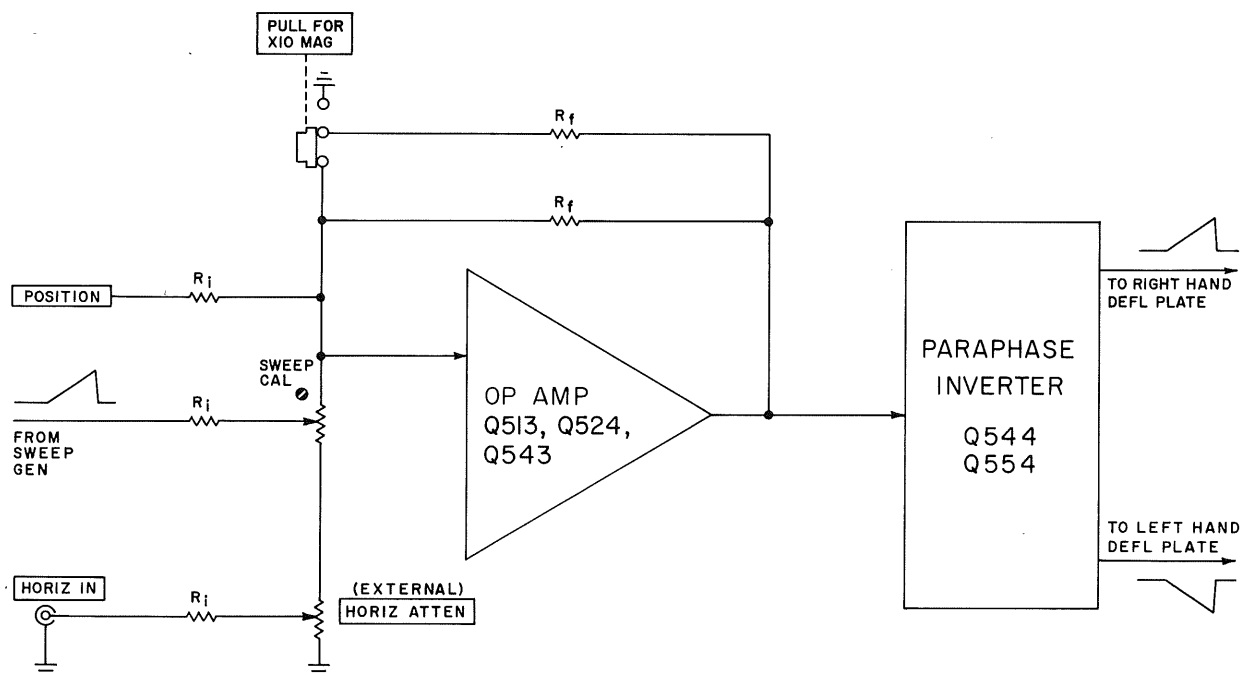 PULL FOR
X10 MAG
Rf
Rf
Ri
POSITION
SWEEP
CAL
Ri
FROM
SWEEP
GEN
OP AMP
Q513, Q524,
Q543
PARAPHASE
INVERTER
Q544
Q554
TO RIGHT HAND
DEFL PLATE
TO LEFT HAND
DEFL PLATE
HORIZ IN
Ri
(EXTERNAL)
HORIZ ATTEN